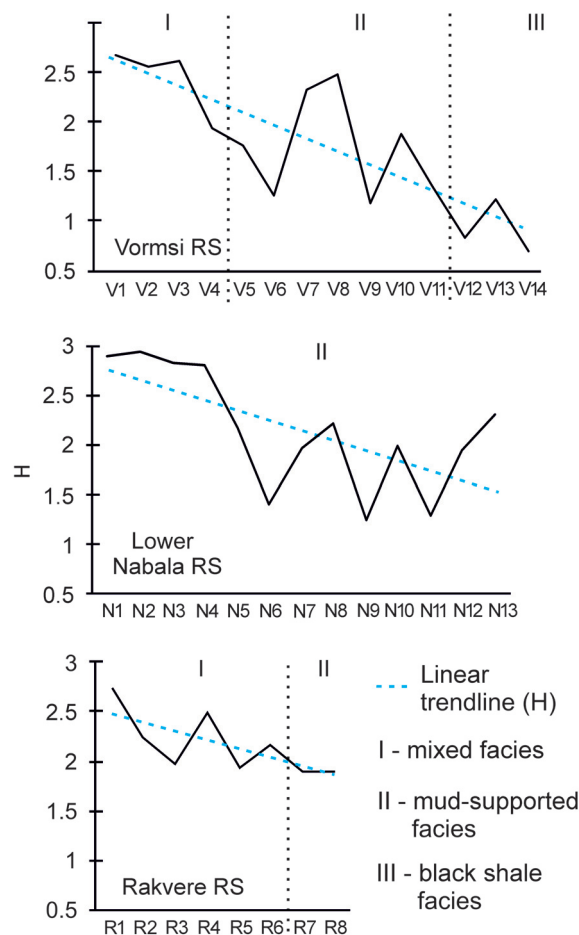 I II III
2.5
2
1.5
1
0.5
Vormsi RS
V1 V2 V3 V4 V5 V6 V7 V8 V9 V10 V11 V12 V13 V14
II
3
2.5
2
H
1.5
1
0.5
Lower
Nabala RS
N1 N2 N3 N4 N5 N6 N7 N8 N9 N10 N11 N12 N13
I II
3
2.5
2
1.5
1
0.5
Rakvere RS
R1 R2 R3 R4 R5 R6 R7 R8
Linear
trendline (H)
I - mixed facies
II - mud-supported
facies
III - black shale
facies